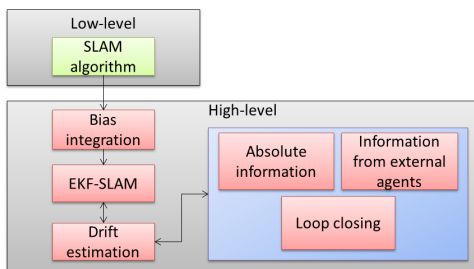 Low-level
SLAM
algorithm
High-level
Bias
integration
EKF-SLAM
Drift
estimation
Absolute
information
Information
from external
agents
Loop closing